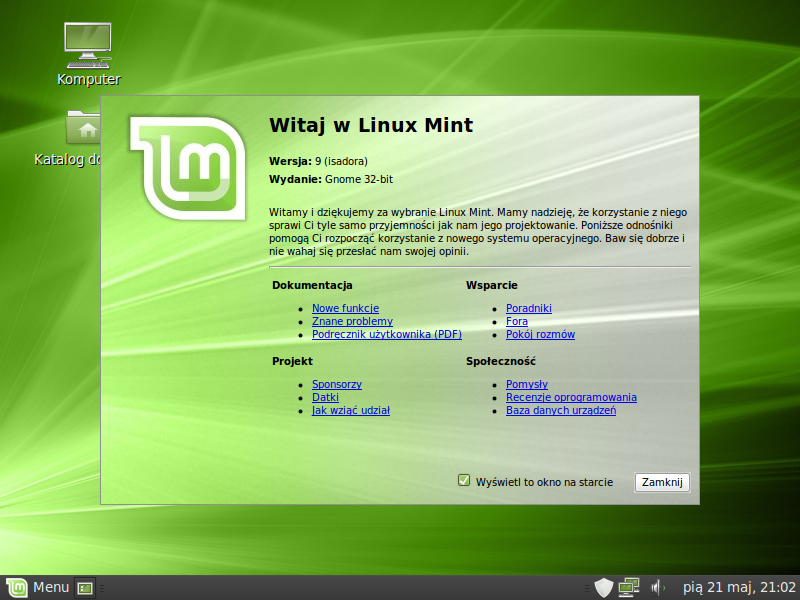 Komputer
Katalog do
Witaj w Linux Mint
Wersja: 9 (isadora)
Wydanie: Gnome 32-bit
Witamy i dziękujemy za wybranie Linux Mint. Mamy nadzieję, że korzystanie z niego
sprawi Ci tyle samo przyjemności jak nam jego projektowanie. Poniższe odnośniki
pomogą Ci rozpocząć korzystanie z nowego systemu operacyjnego. Baw się dobrze i
nie wahaj się przesłać nam swojej opinii.
Dokumentacja
Nowe funkcje
Znane problemy
Podręcznik użytkownika (PDF)
Wsparcie
Poradniki
Fora
Pokój rozmów
Projekt
Sponsorzy
Datki
Jak wziąć udział
Społeczność
Pomysły
Recenzje oprogramowania
Baza danych urządzeń
Wyświetl to okno na starcie
Zamknij
Menu
pią 21 maj, 21:02